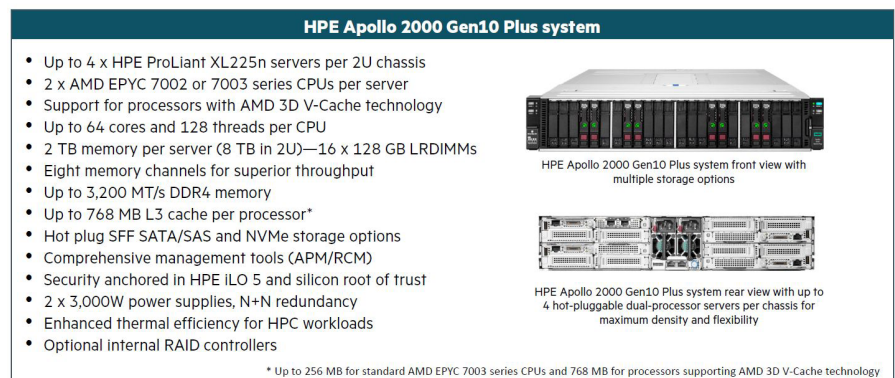 HPE Apollo 2000 Gen10 Plus system
• Up to 4 x HPE ProLiant XL225n servers per 2U chassis
• 2 x AMD EPYC 7002 or 7003 series CPUs per server
• Support for processors with AMD 3D V-Cache technology
• Up to 64 cores and 128 threads per CPU
• 2 TB memory per server (8 TB in 2U)—16 x 128 GB LRDIMMs
• Eight memory channels for superior throughput
• Up to 3,200 MT/s DDR4 memory
• Up to 768 MB L3 cache per processor*
• Hot plug SFF SATA/SAS and NVMe storage options
• Comprehensive management tools (APM/RCM)
• Security anchored in HPE iLO 5 and silicon root of trust
• 2 x 3,000W power supplies, N+N redundancy
• Enhanced thermal efficiency for HPC workloads
• Optional internal RAID controllers
HPE Apollo 2000 Gen10 Plus system front view with
multiple storage options
HPE Apollo 2000 Gen10 Plus system rear view with up to
4 hot-pluggable dual-processor servers per chassis for
maximum density and flexibility
* Up to 256 MB for standard AMD EPYC 7003 series CPUs and 768 MB for processors supporting AMD 3D V-Cache technology